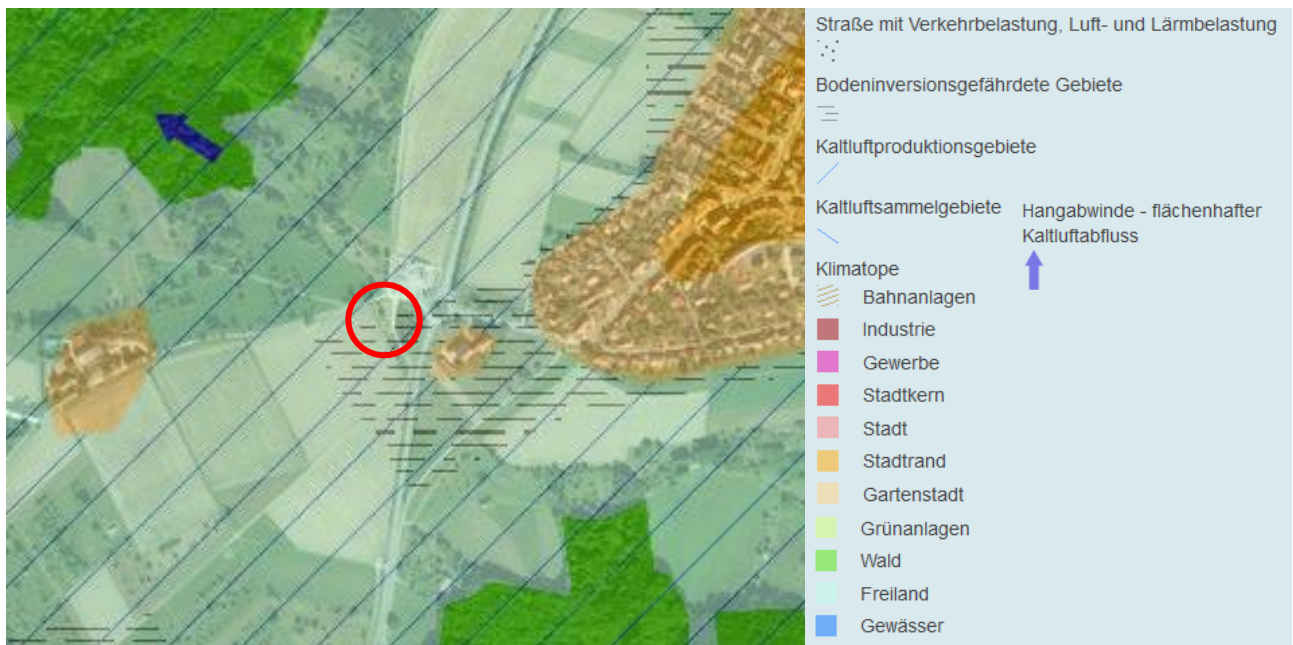 Straße mit Verkehrbelastung, Luft- und Lärmbelastung
Bodeninversionsgefährdete Gebiete
Kaltluftproduktionsgebiete
Kaltluftsammelgebiete
Hangabwinde - flächenhafter
Kaltluftabfluss
Klimatope
Bahnanlagen
Industrie
Gewerbe
Stadtkern
Stadt
Stadtrand
Gartenstadt
Grünanlagen
Wald
Freiland
Gewässer